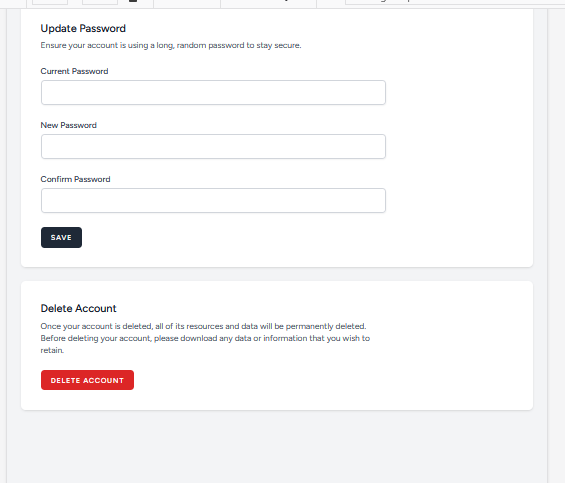 Update Password
Ensure your account is using a long, random password to stay secure.
Current Password
New Password
Confirm Password
SAVE
Delete Account
Once your account is deleted, all of its resources and data will be permanently deleted.
Before deleting your account, please download any data or information that you wish to
retain.
DELETE ACCOUNT